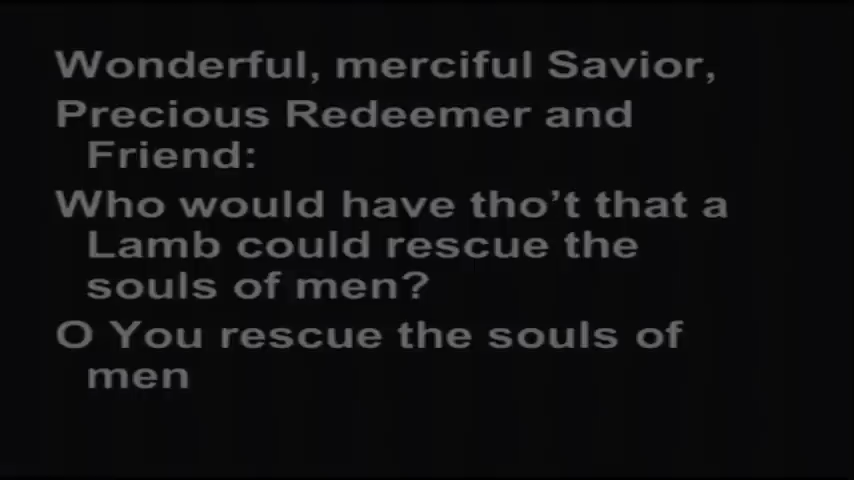 Wonderful, merciful Savior,
Precious Redeemer and
Friend:
Who would have tho’t that a
Lamb could rescue the
souls of men?
O You rescue the souls of
men